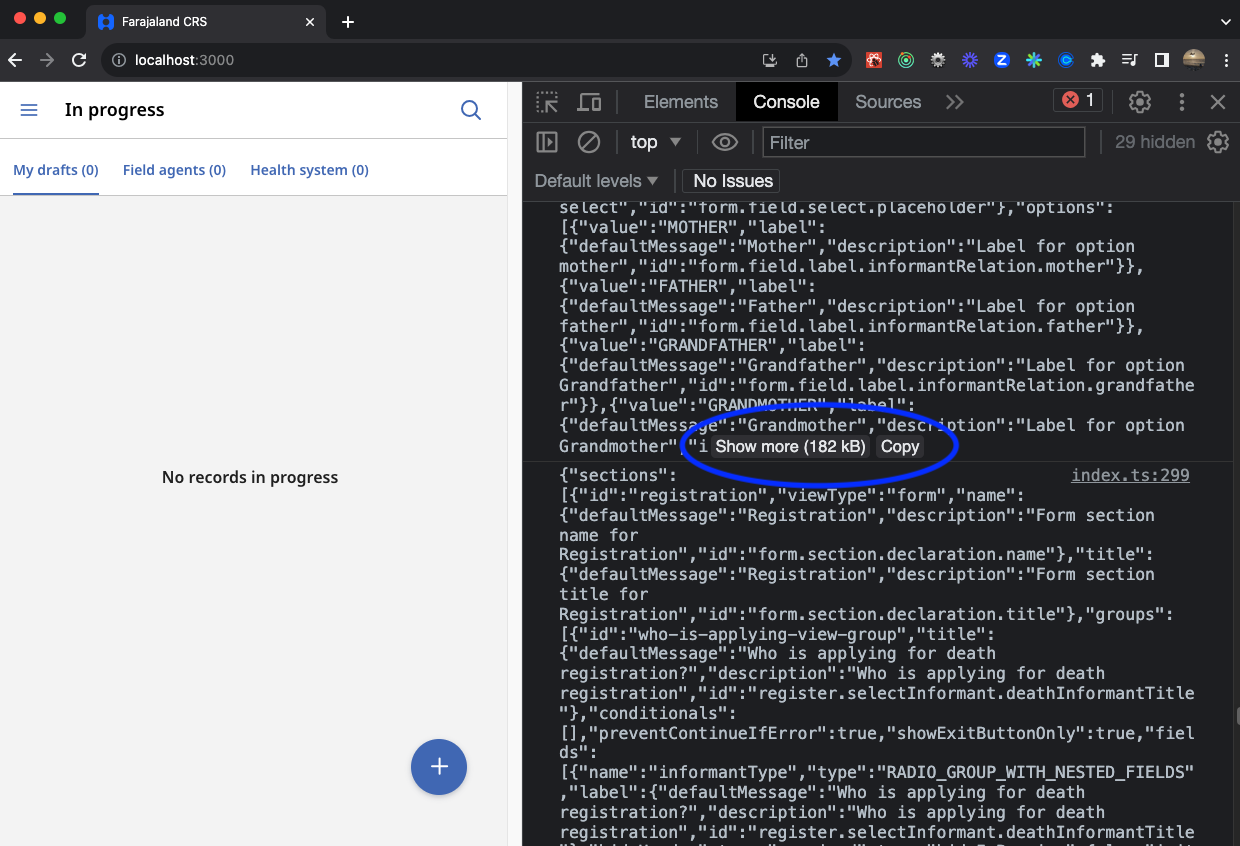 Farajaland CRS
localhost:3000
In progress
My drafts (0) Field agents (0) Health system (0)
No records in progress
Elements Console Sources 1
top Filter 29 hidden
Default levels No Issues
select","id":"form.field.select.placeholder"},"options":
[{"value":"MOTHER","label":
{"defaultMessage":"Mother","description":"Label for option
mother","id":"form.field.label.informantRelation.mother"}},
{"value":"FATHER","label":
{"defaultMessage":"Father","description":"Label for option
father","id":"form.field.label.informantRelation.father"}},
{"value":"GRANDFATHER","label":
{"defaultMessage":"Grandfather","description":"Label for option
Grandfather","id":"form.field.label.informantRelation.grandfathe
r"}},{"value":"GRANDMOTHER","label":
{"defaultMessage":"Grandmother","description":"Label for option
Grandmother","i Show more (182 kB) Copy
{"sections": index.ts:299
[{"id":"registration","viewType":"form","name":
{"defaultMessage":"Registration","description":"Form section
name for
Registration","id":"form.section.declaration.name"},"title":
{"defaultMessage":"Registration","description":"Form section
title for
Registration","id":"form.section.declaration.title"},"groups":
[{"id":"who-is-applying-view-group","title":
{"defaultMessage":"Who is applying for death
registration?","description":"Who is applying for death
registration","id":"register.selectInformant.deathInformantTitle
"},"conditionals":
[],"preventContinueIfError":true,"showExitButtonOnly":true,"fiel
ds":
[{"name":"informantType","type":"RADIO_GROUP_WITH_NESTED_FIELDS"
,"label":{"defaultMessage":"Who is applying for death
registration?","description":"Who is applying for death
registration","id":"register.selectInformant.deathInformantTitle